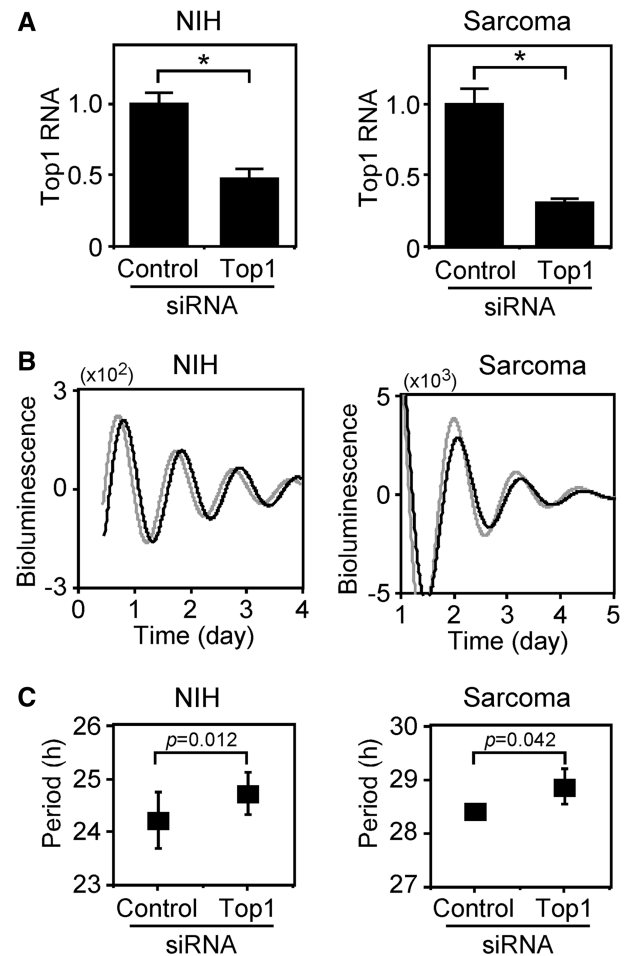 A
NIH
Sarcoma
Top1 RNA
1.0
0.5
0
*
Control Top1
siRNA
Top1 RNA
1.0
0.5
0
*
Control Top1
siRNA
B
NIH
Sarcoma
(x10²)
Bioluminescence
3
0
-3
0 1 2 3 4
Time (day)
(x10³)
Bioluminescence
5
0
-5
1 2 3 4 5
Time (day)
C
NIH
Sarcoma
Period (h)
26
25
24
23
p=0.012
Control Top1
siRNA
Period (h)
30
29
28
27
p=0.042
Control Top1
siRNA